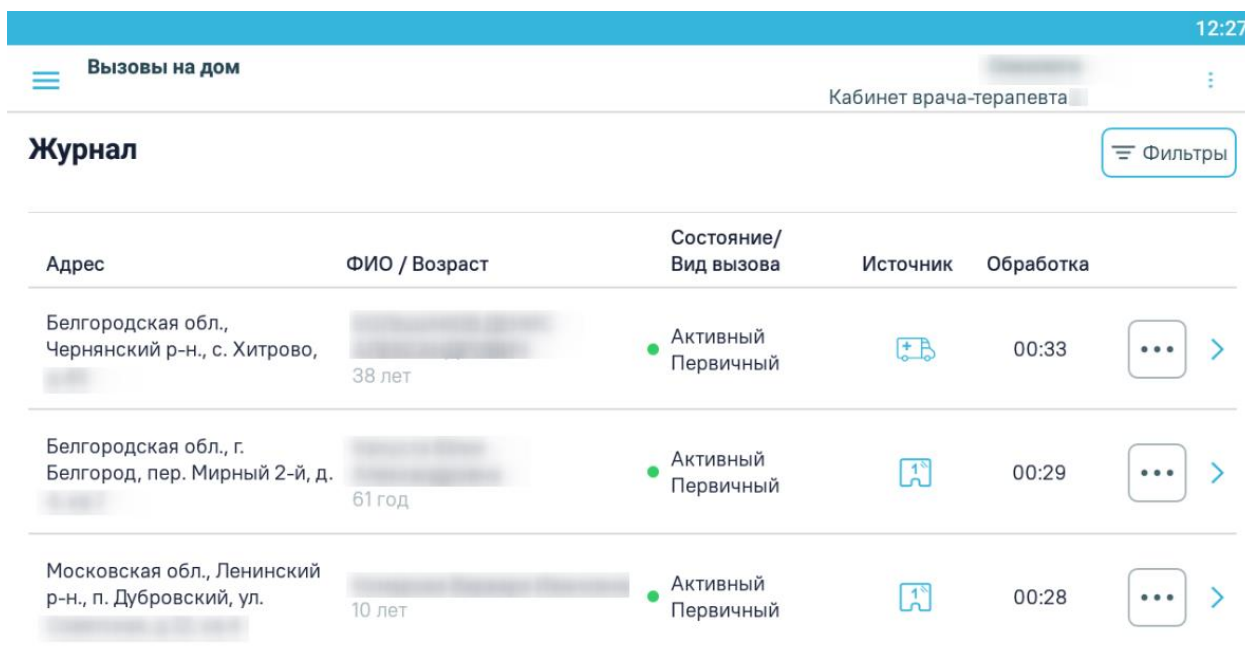 12:27
Вызовы на дом
Кабинет врача-терапевта
Журнал
Фильтры
Адрес
ФИО / Возраст
Состояние/
Вид вызова
Источник
Обработка
Белгородская обл.,
Чернянский р-н., с. Хитрово,
38 лет
Активный
Первичный
00:33
Белгородская обл., г.
Белгород, пер. Мирный 2-й, д.
61 год
Активный
Первичный
1
00:29
Московская обл., Ленинский
р-н., п. Дубровский, ул.
10 лет
Активный
Первичный
1
00:28